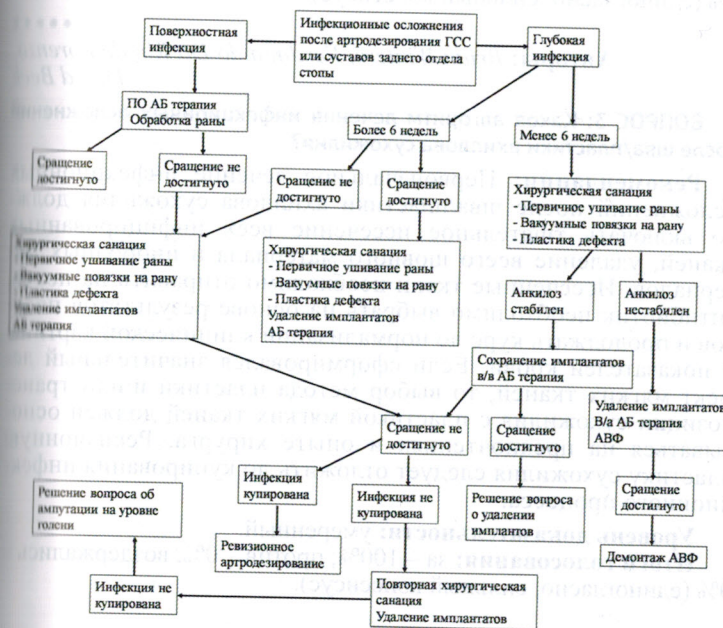 Инфекционные осложнения
после артродезирования ГСС
или суставов заднего отдела
стопы
Поверхностная
инфекция
Глубокая
инфекция
ПО АБ терапия
Обработка раны
Более 6 недель
Менее 6 недель
Сращение
достигнуто
Сращение не
достигнуто
Сращение не
достигнуто
Сращение
достигнуто
Хирургическая санация
- Первичное ушивание раны
- Вакуумные повязки на рану
- Пластика дефекта
Хирургическая санация
- Первичное ушивание раны
- Вакуумные повязки на рану
- Пластика дефекта
Удаление имплантатов
АБ терапия
Хирургическая санация
- Первичное ушивание раны
- Вакуумные повязки на рану
- Пластика дефекта
Удаление имплантатов
АБ терапия
Анкилоз
стабилен
Анкилоз
нестабилен
Сохранение имплантатов
в/в АБ терапия
Удаление имплантатов
В/а АБ терапия
АВФ
Сращение не
достигнуто
Сращение
достигнуто
Сращение
достигнуто
Инфекция
купирована
Инфекция не
купирована
Решение вопроса
о удалении
имплантов
Решение вопроса об
ампутации на уровне
голени
Ревизионное
артродезирование
Демонтаж АВФ
Инфекция не
купирована
Повторная хирургическая
санация
Удаление имплантатов